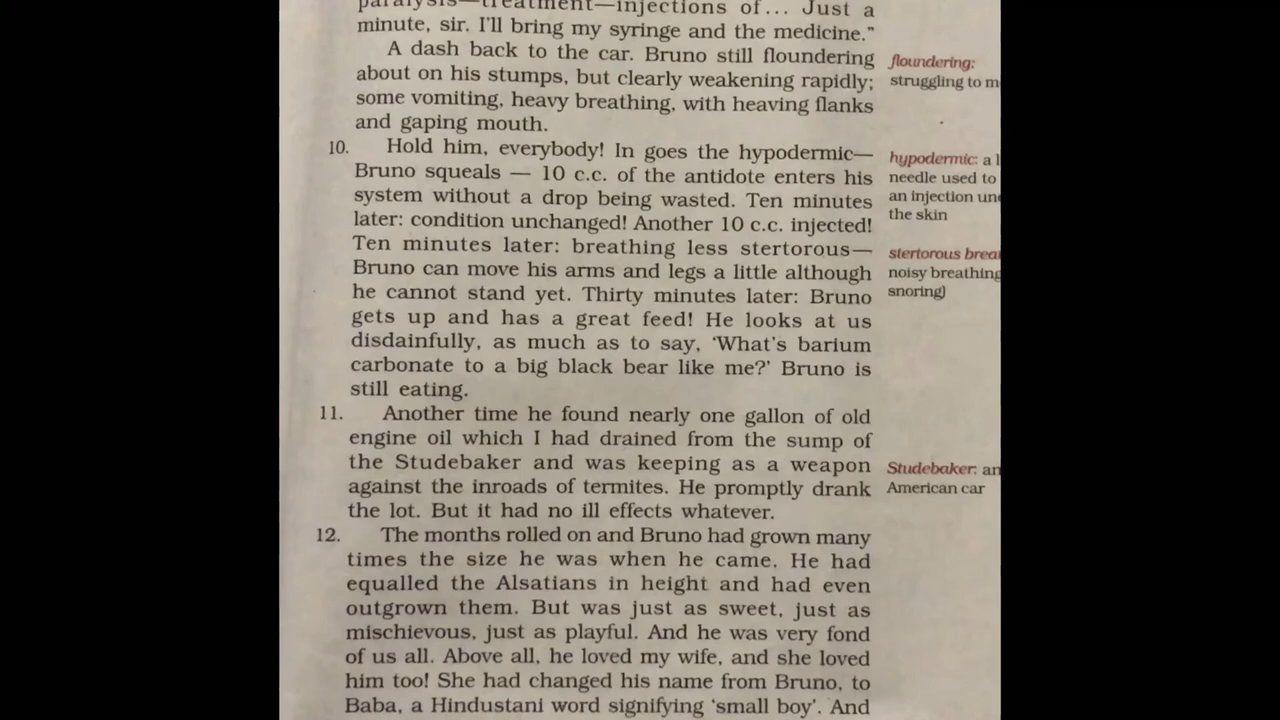 paralysis—treatment—injections of... Just a
minute, sir. I'll bring my syringe and the medicine."
A dash back to the car. Bruno still floundering
about on his stumps, but clearly weakening rapidly;
some vomiting, heavy breathing, with heaving flanks
and gaping mouth.
10. Hold him, everybody! In goes the hypodermic—
Bruno squeals — 10 c.c. of the antidote enters his
system without a drop being wasted. Ten minutes
later: condition unchanged! Another 10 c.c. injected!
Ten minutes later: breathing less stertorous—
Bruno can move his arms and legs a little although
he cannot stand yet. Thirty minutes later: Bruno
gets up and has a great feed! He looks at us
disdainfully, as much as to say, ‘What's barium
carbonate to a big black bear like me?’ Bruno is
still eating.
11. Another time he found nearly one gallon of old
engine oil which I had drained from the sump of
the Studebaker and was keeping as a weapon
against the inroads of termites. He promptly drank
the lot. But it had no ill effects whatever.
12. The months rolled on and Bruno had grown many
times the size he was when he came. He had
equalled the Alsatians in height and had even
outgrown them. But was just as sweet, just as
mischievous, just as playful. And he was very fond
of us all. Above all, he loved my wife, and she loved
him too! She had changed his name from Bruno, to
Baba, a Hindustani word signifying ‘small boy’. And
floundering:
struggling to m
hypodermic: a l
needle used to
an injection un
the skin
stertorous brea
noisy breathing
snoring)
Studebaker: an
American car